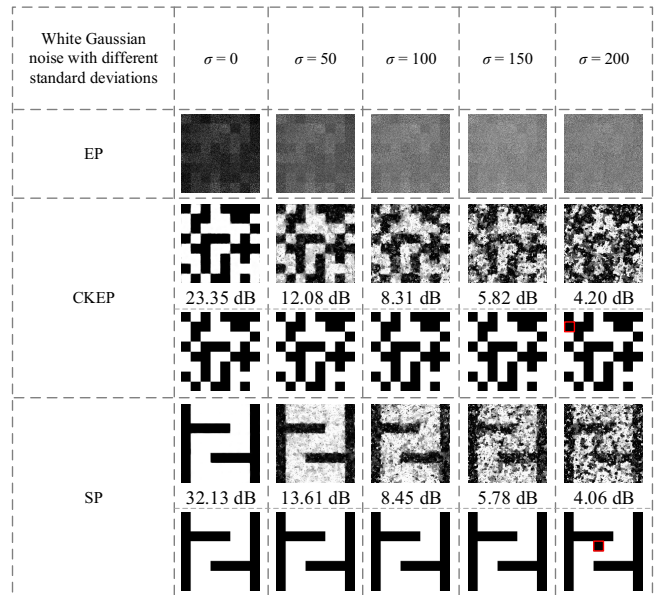 White Gaussian
noise with different
standard deviations
σ = 0
σ = 50
σ = 100
σ = 150
σ = 200
EP
CKEP
23.35 dB
12.08 dB
8.31 dB
5.82 dB
4.20 dB
SP
32.13 dB
13.61 dB
8.45 dB
5.78 dB
4.06 dB